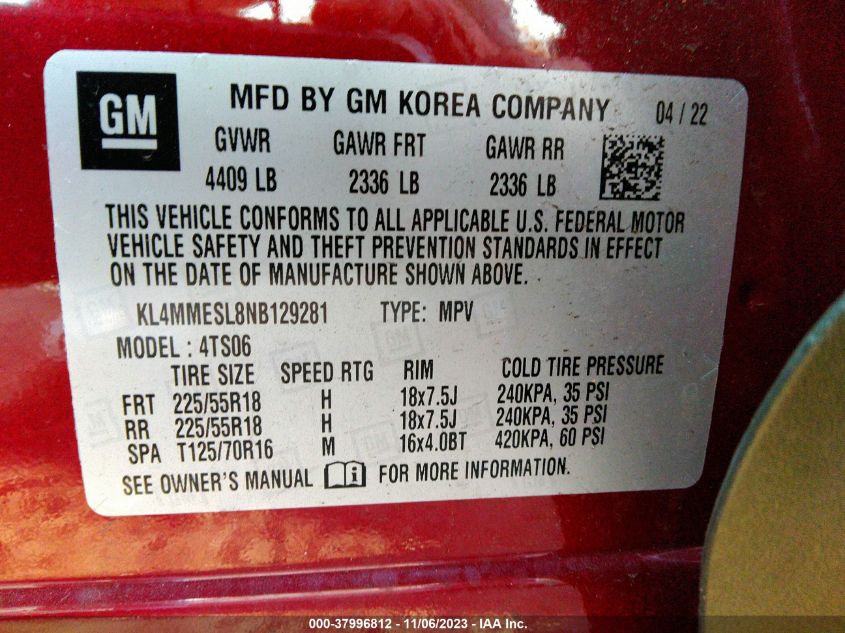 GM
MFD BY GM KOREA COMPANY 04 / 22
GVWR GAWR FRT GAWR RR
4409 LB 2336 LB 2336 LB
THIS VEHICLE CONFORMS TO ALL APPLICABLE U.S. FEDERAL MOTOR
VEHICLE SAFETY AND THEFT PREVENTION STANDARDS IN EFFECT
ON THE DATE OF MANUFACTURE SHOWN ABOVE.
KL4MMESL8NB129281 TYPE: MPV
MODEL : 4TS06
TIRE SIZE SPEED RTG RIM COLD TIRE PRESSURE
FRT 225/55R18 H 18x7.5J 240KPA, 35 PSI
RR 225/55R18 H 18x7.5J 240KPA, 35 PSI
SPA T125/70R16 M 16x4.0BT 420KPA, 60 PSI
SEE OWNER'S MANUAL i FOR MORE INFORMATION.
000-37996812 - 11/06/2023 - IAA Inc.